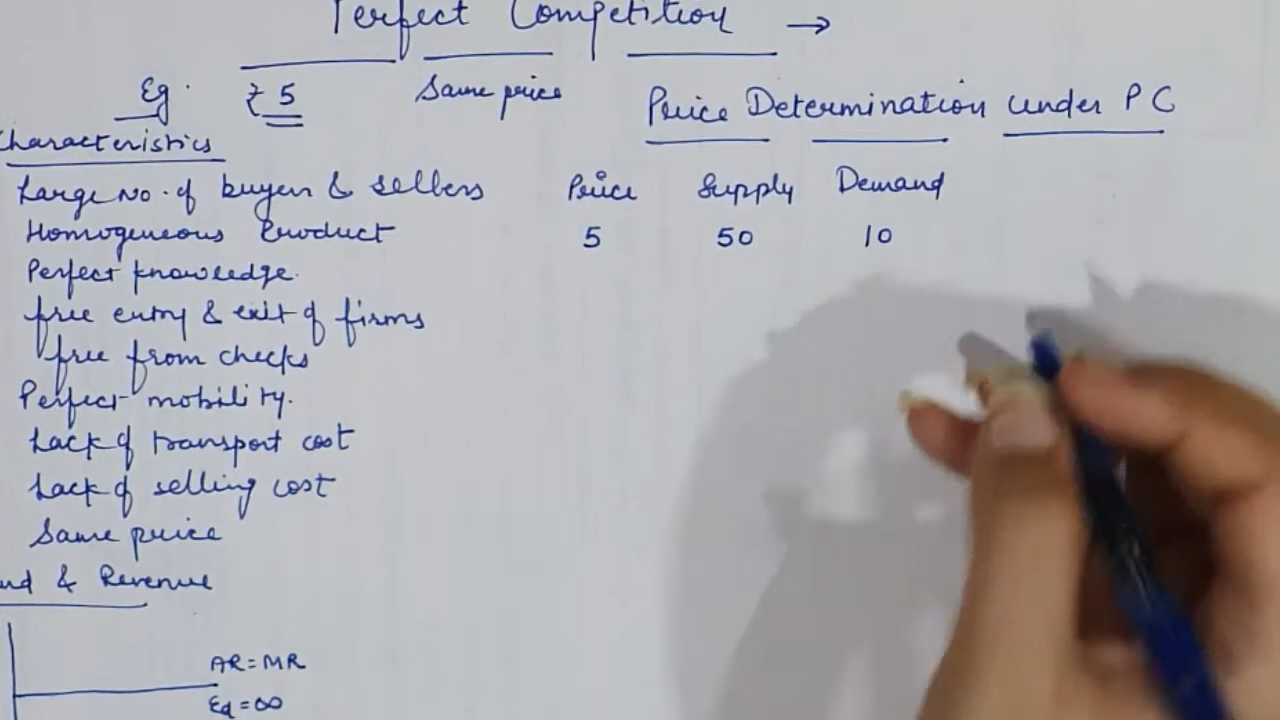 Perfect Competition →
Eg. ₹ 5 Same price
Price Determination under PC
Characteristics
Large No. of buyers & sellers
Homogeneous Product
Perfect knowledge.
free entry & exit of firms
free from checks
Perfect mobility.
Lack of transport cost
Lack of selling cost
Same price
& Revenue
AR = MR
Ed = ∞
Price Supply Demand
5 50 10